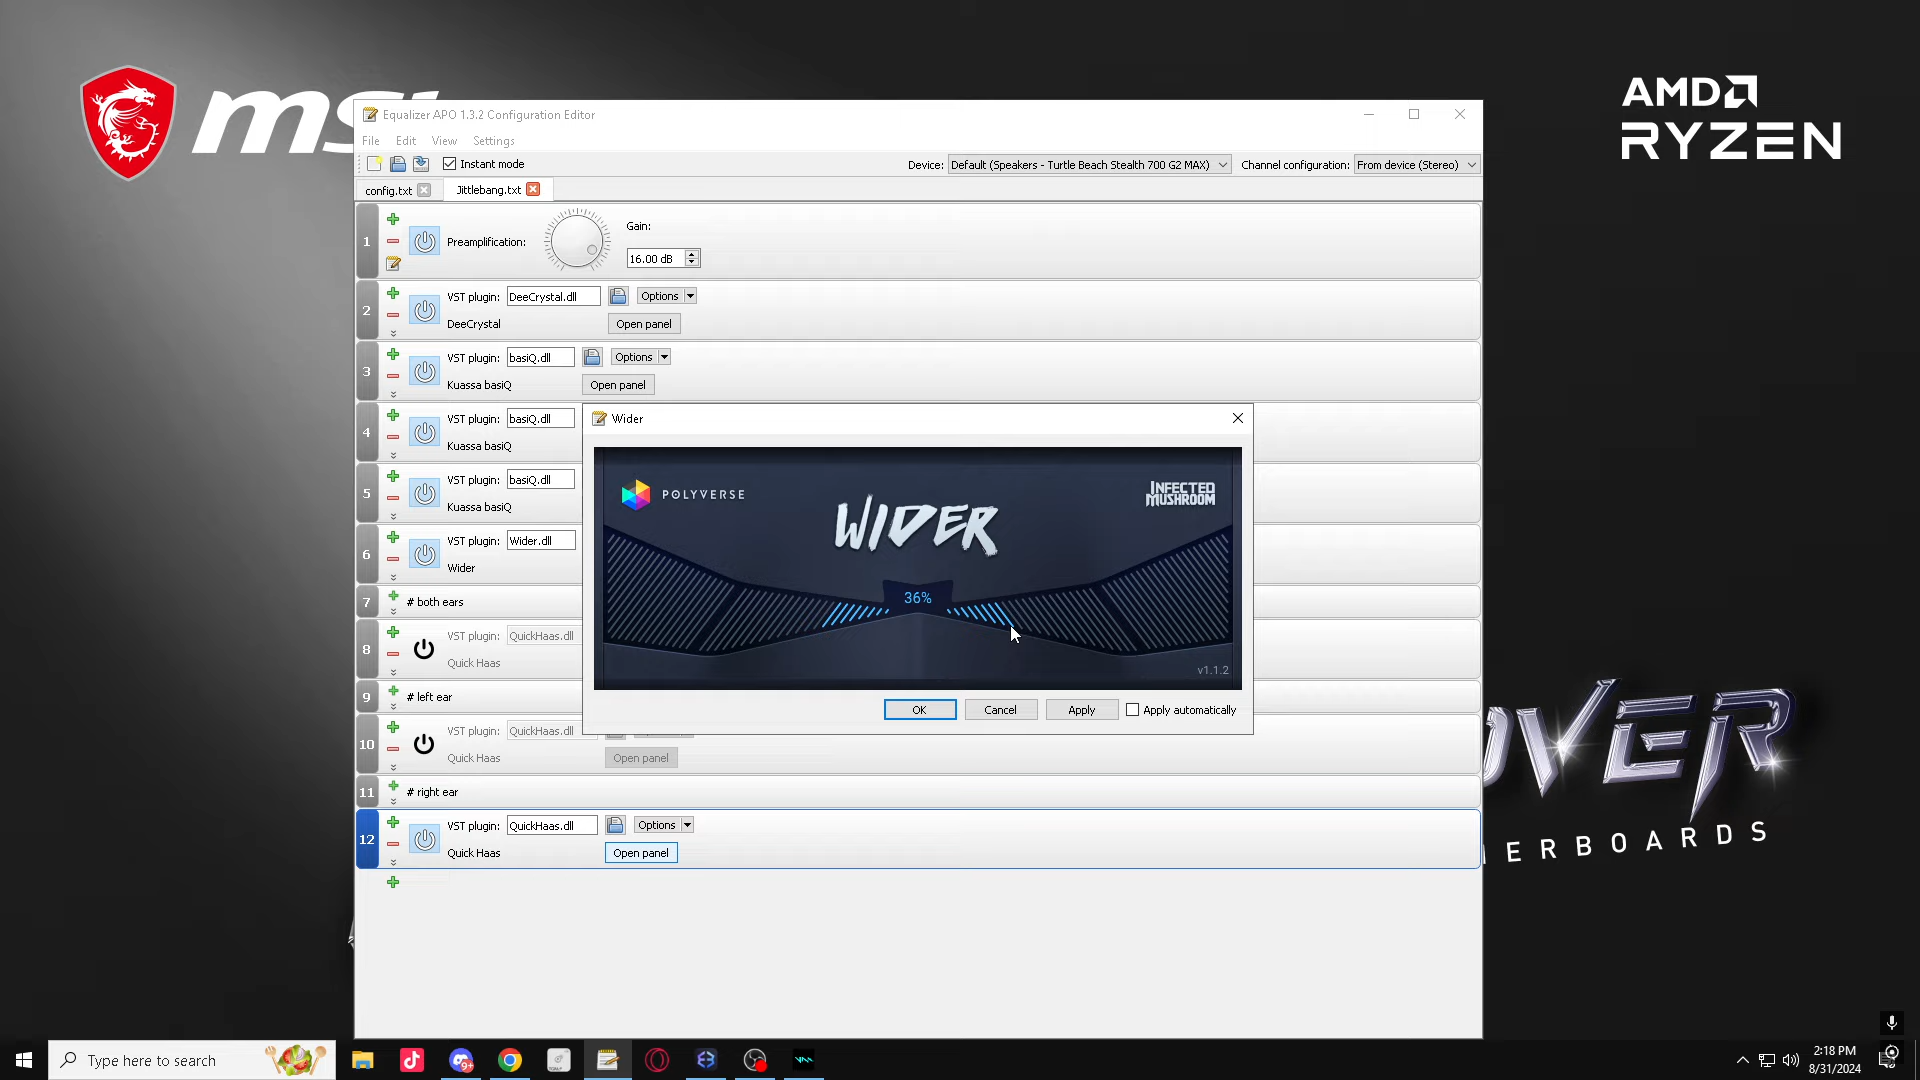 msi
AMD
RYZEN
Equalizer APO 1.3.2 Configuration Editor
File Edit View Settings
Instant mode
Device: Default (Speakers - Turtle Beach Stealth 700 G2 MAX) Channel configuration: From device (Stereo)
config.txt Jittlebang.txt
1 Preamplification: Gain:
16.00 dB
2 VST plugin: DeeCrystal.dll Options
DeeCrystal Open panel
3 VST plugin: basiQ.dll Options
Kuassa basiQ Open panel
4 VST plugin: basiQ.dll
Kuassa basiQ
5 VST plugin: basiQ.dll
Kuassa basiQ
6 VST plugin: Wider.dll
Wider
7 # both ears
8 VST plugin: QuickHaas.dll
Quick Haas
9 # left ear
10 VST plugin: QuickHaas.dll
Quick Haas Open panel
11 # right ear
12 VST plugin: QuickHaas.dll Options
Quick Haas Open panel
Wider
POLYVERSE
WIDER
INFECTED
MUSHROOM
36%
v1.1.2
OK Cancel Apply Apply automatically
OVER
ERBOARDS
Type here to search
9+
2:18 PM
8/31/2024